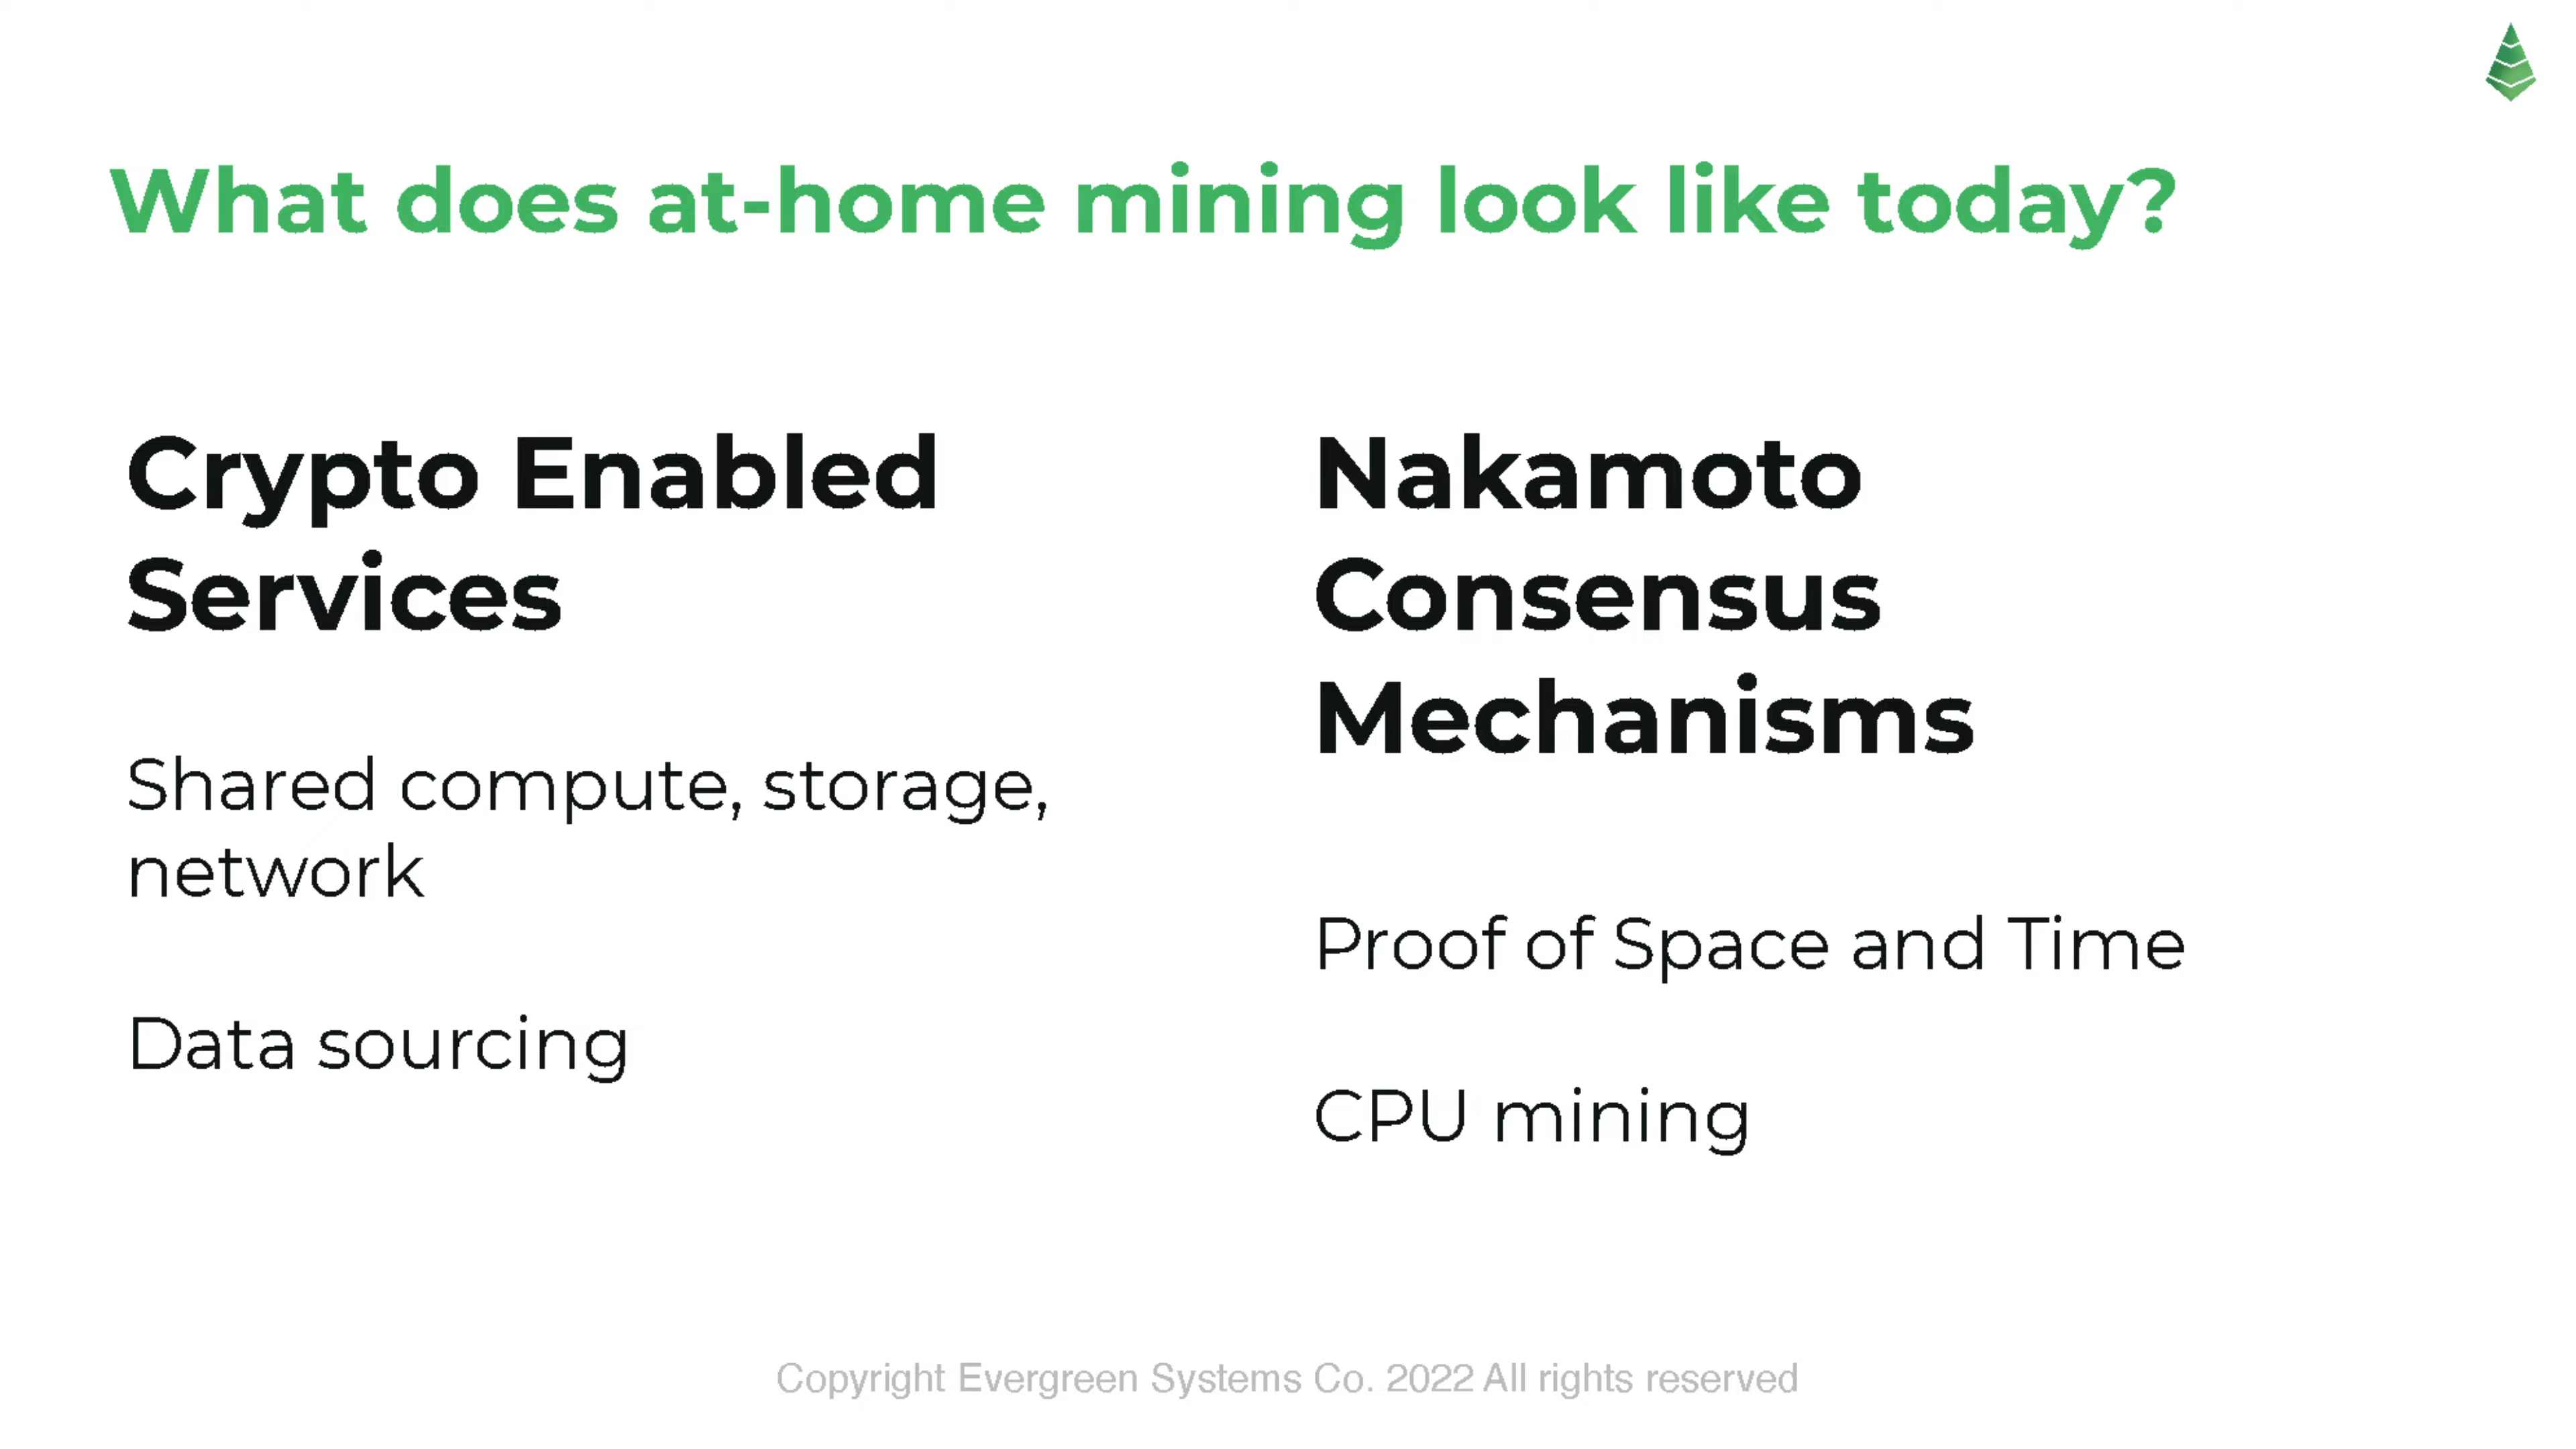 What does at-home mining look like today?
Crypto Enabled
Services
Shared compute, storage,
network
Data sourcing
Nakamoto
Consensus
Mechanisms
Proof of Space and Time
CPU mining
Copyright Evergreen Systems Co. 2022 All rights reserved